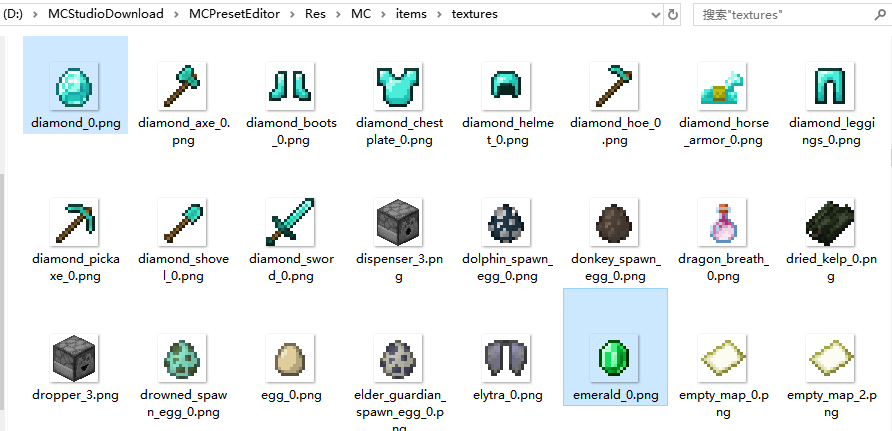 (D:) > MCStudioDownload > MCPresetEditor > Res > MC > items > textures
搜索"textures"
diamond_0.png
diamond_axe_0.
png
diamond_boots
_0.png
diamond_chest
plate_0.png
diamond_helme
t_0.png
diamond_hoe_0
.png
diamond_horse
_armor_0.png
diamond_leggi
ngs_0.png
diamond_picka
xe_0.png
diamond_shove
l_0.png
diamond_swor
d_0.png
dispenser_3.pn
g
dolphin_spawn_
egg_0.png
donkey_spawn_
egg_0.png
dragon_breath_
0.png
dried_kelp_0.pn
g
dropper_3.png
drowned_spaw
n_egg_0.png
egg_0.png
elder_guardian_
spawn_egg_0.p
ng
elytra_0.png
emerald_0.png
empty_map_0.p
ng
empty_map_2.p
ng